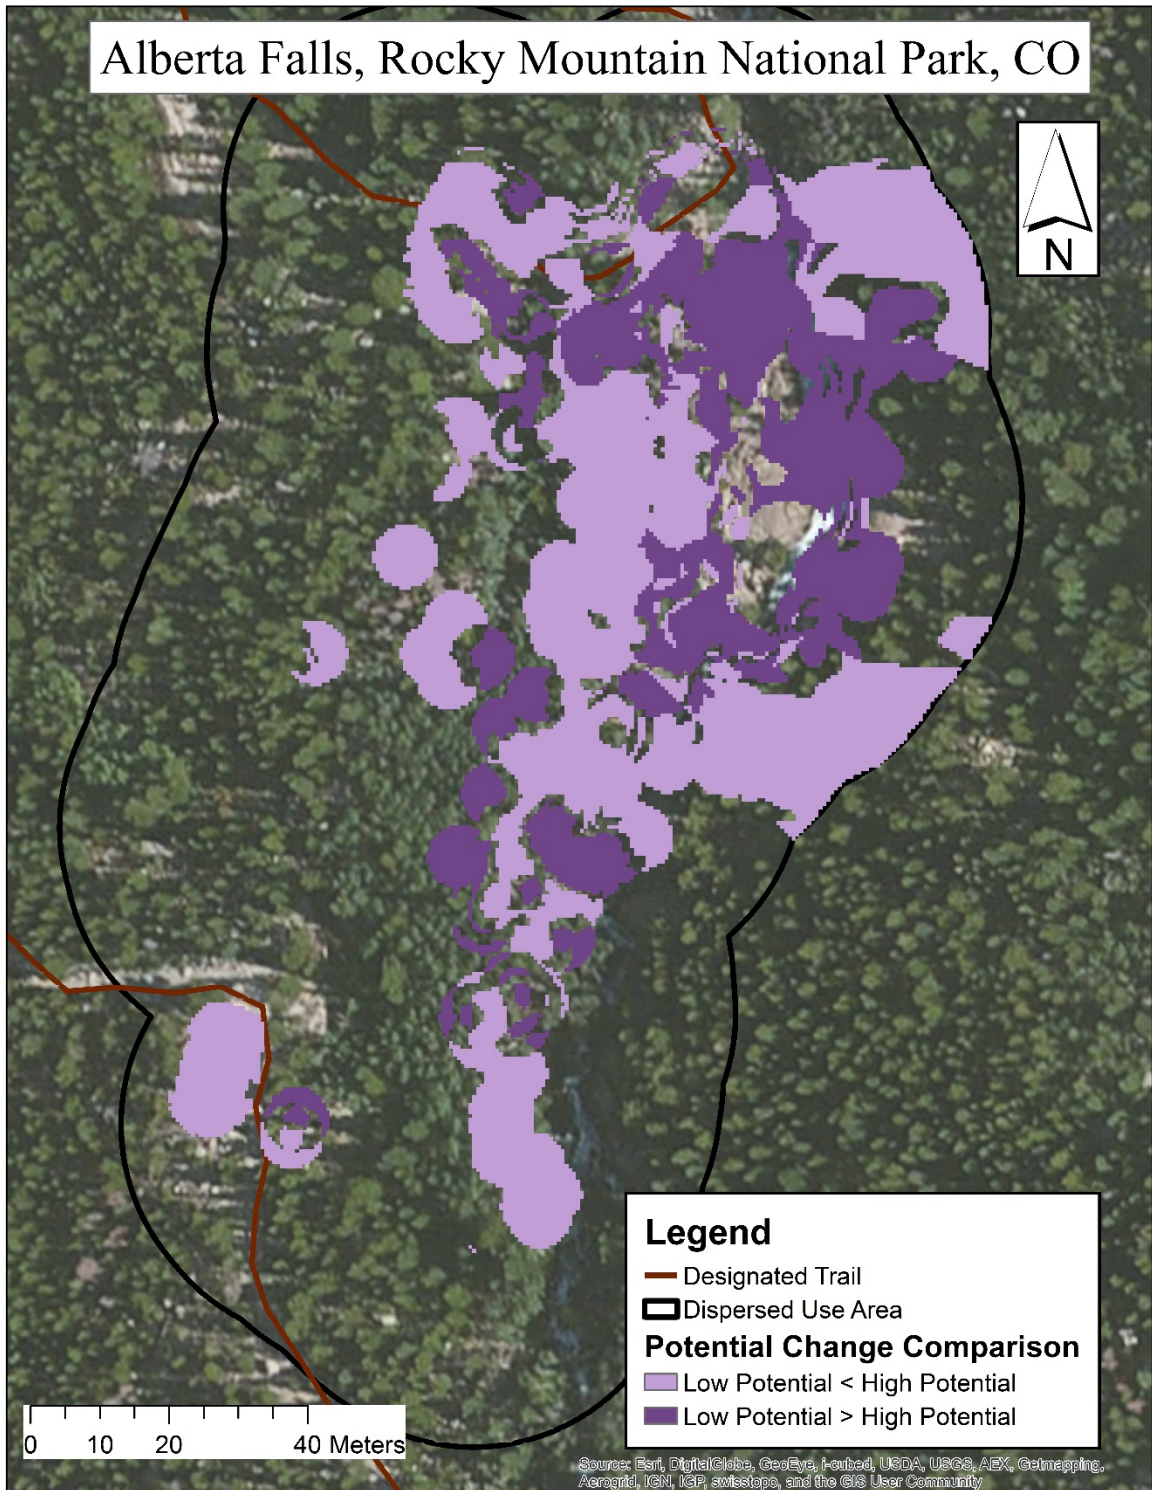 Alberta Falls, Rocky Mountain National Park, CO
N
Legend
Designated Trail
Dispersed Use Area
Potential Change Comparison
Low Potential < High Potential
Low Potential > High Potential
0 10 20 40 Meters
Source: Esri, DigitalGlobe, GeoEye, i-cubed, USDA, USGS, AEX, Getmapping,
Aerogrid, IGN, IGP, swisstopo, and the GIS User Community